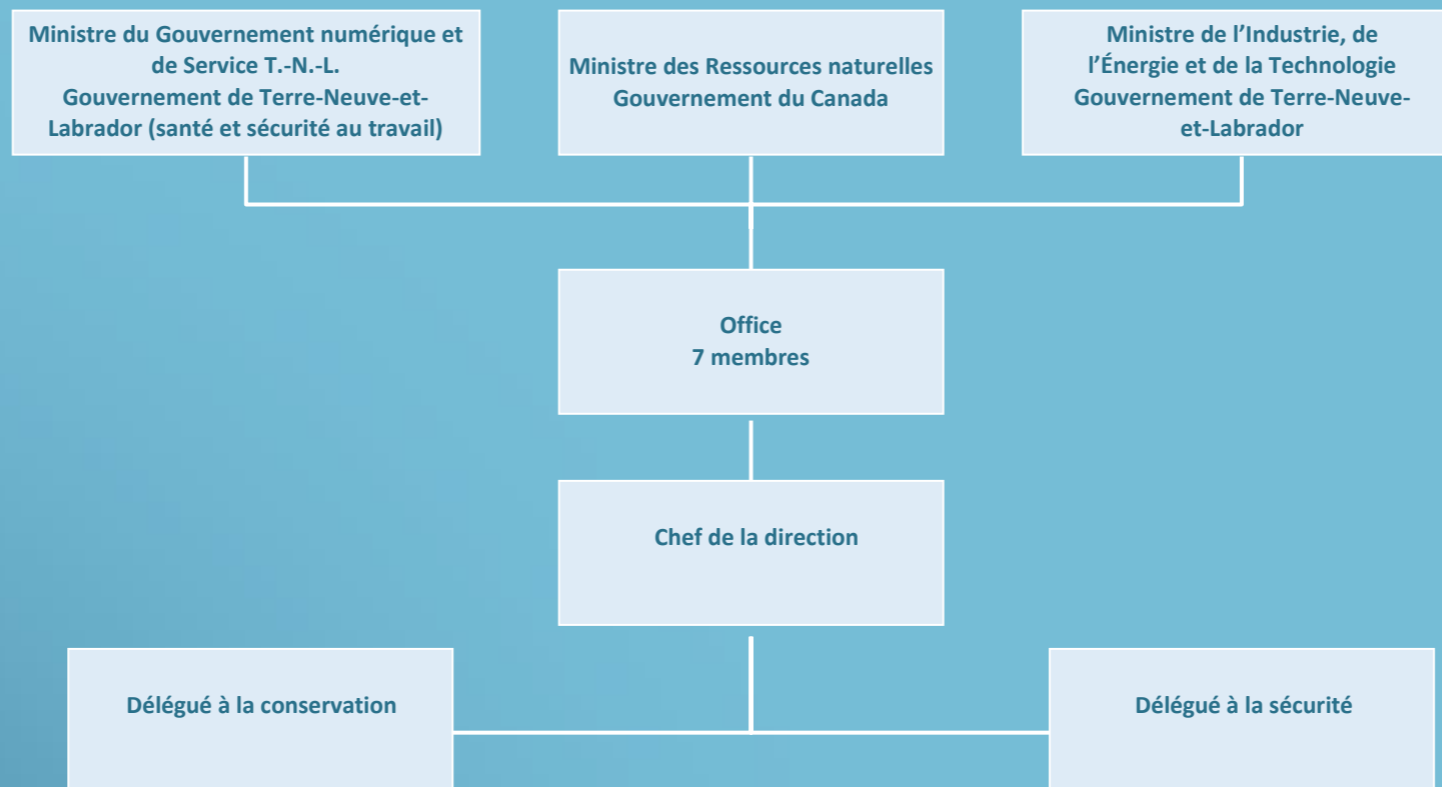 Ministre du Gouvernement numérique et
de Service T.-N.-L.
Gouvernement de Terre-Neuve-et-
Labrador (santé et sécurité au travail)
Ministre des Ressources naturelles
Gouvernement du Canada
Ministre de l’Industrie, de
l’Énergie et de la Technologie
Gouvernement de Terre-Neuve-
et-Labrador
Office
7 membres
Chef de la direction
Délégué à la conservation
Délégué à la sécurité